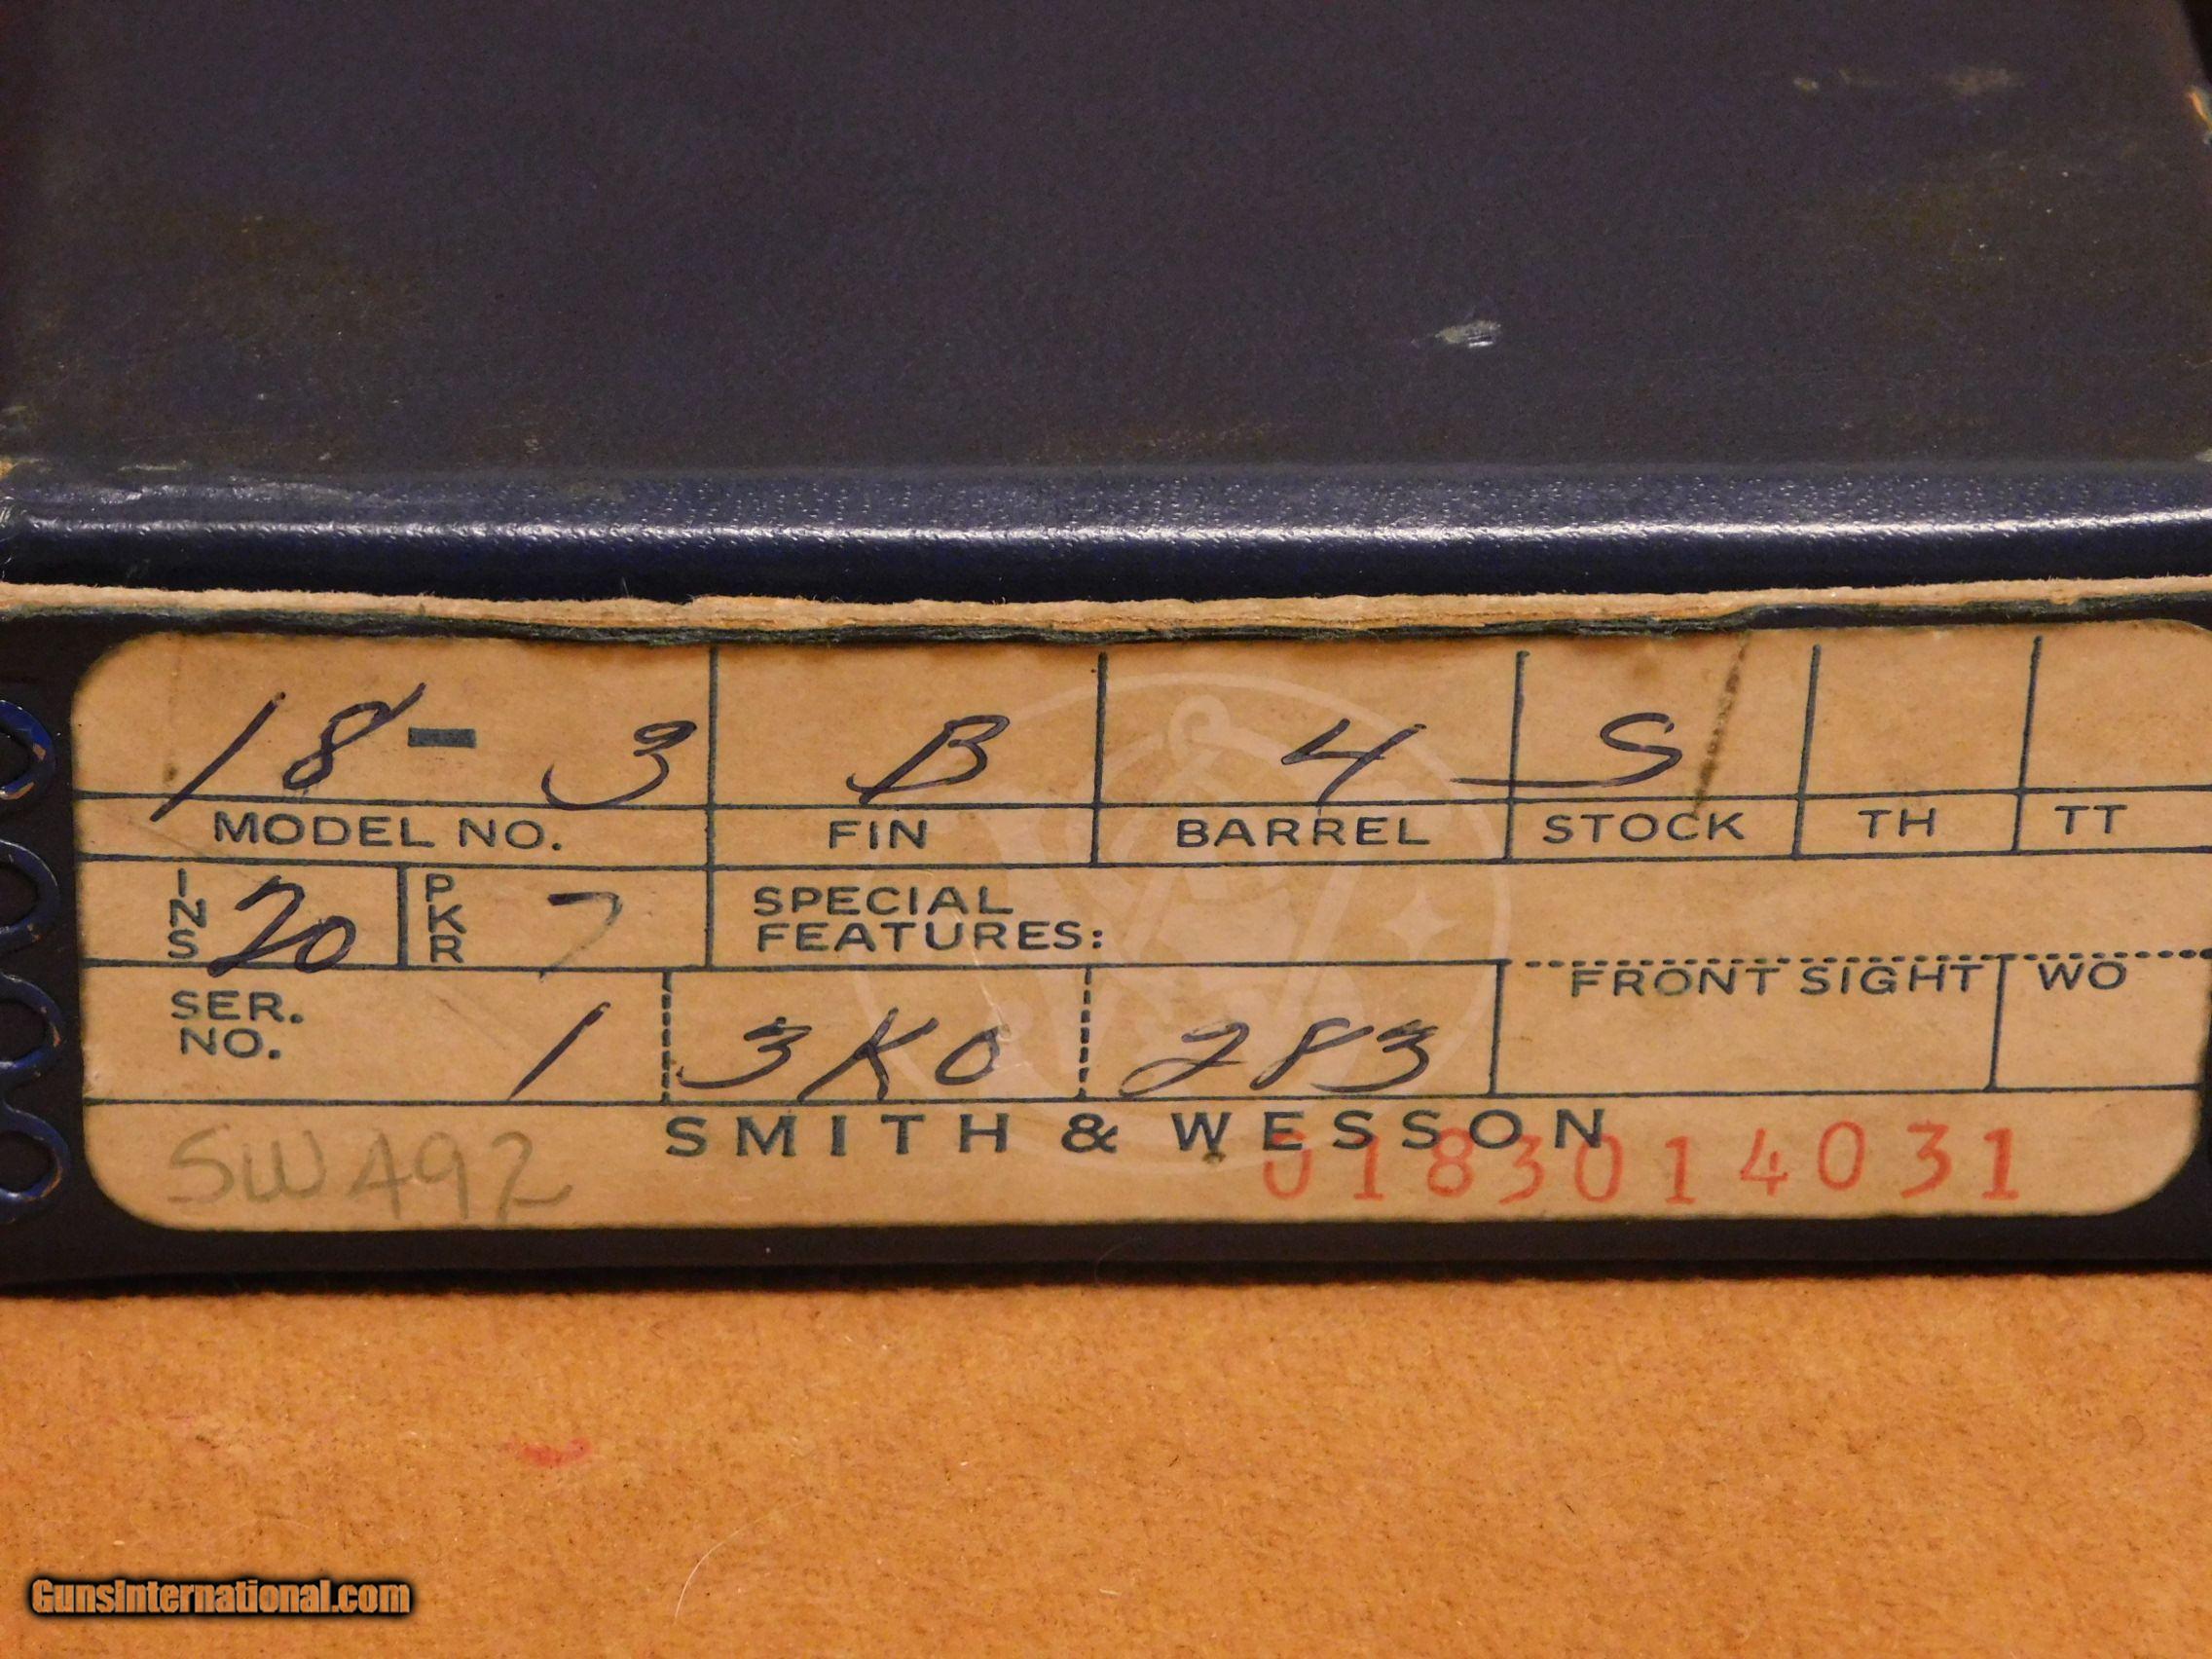 18-3 B 4 S
MODEL NO. FIN BARREL STOCK TH TT
INS 20 PKR 7 SPECIAL
FEATURES:
FRONT SIGHT WO
SER.
NO. 1 3K0 283
SMITH & WESSON
SWA92 0183014031
GunsInternational.com